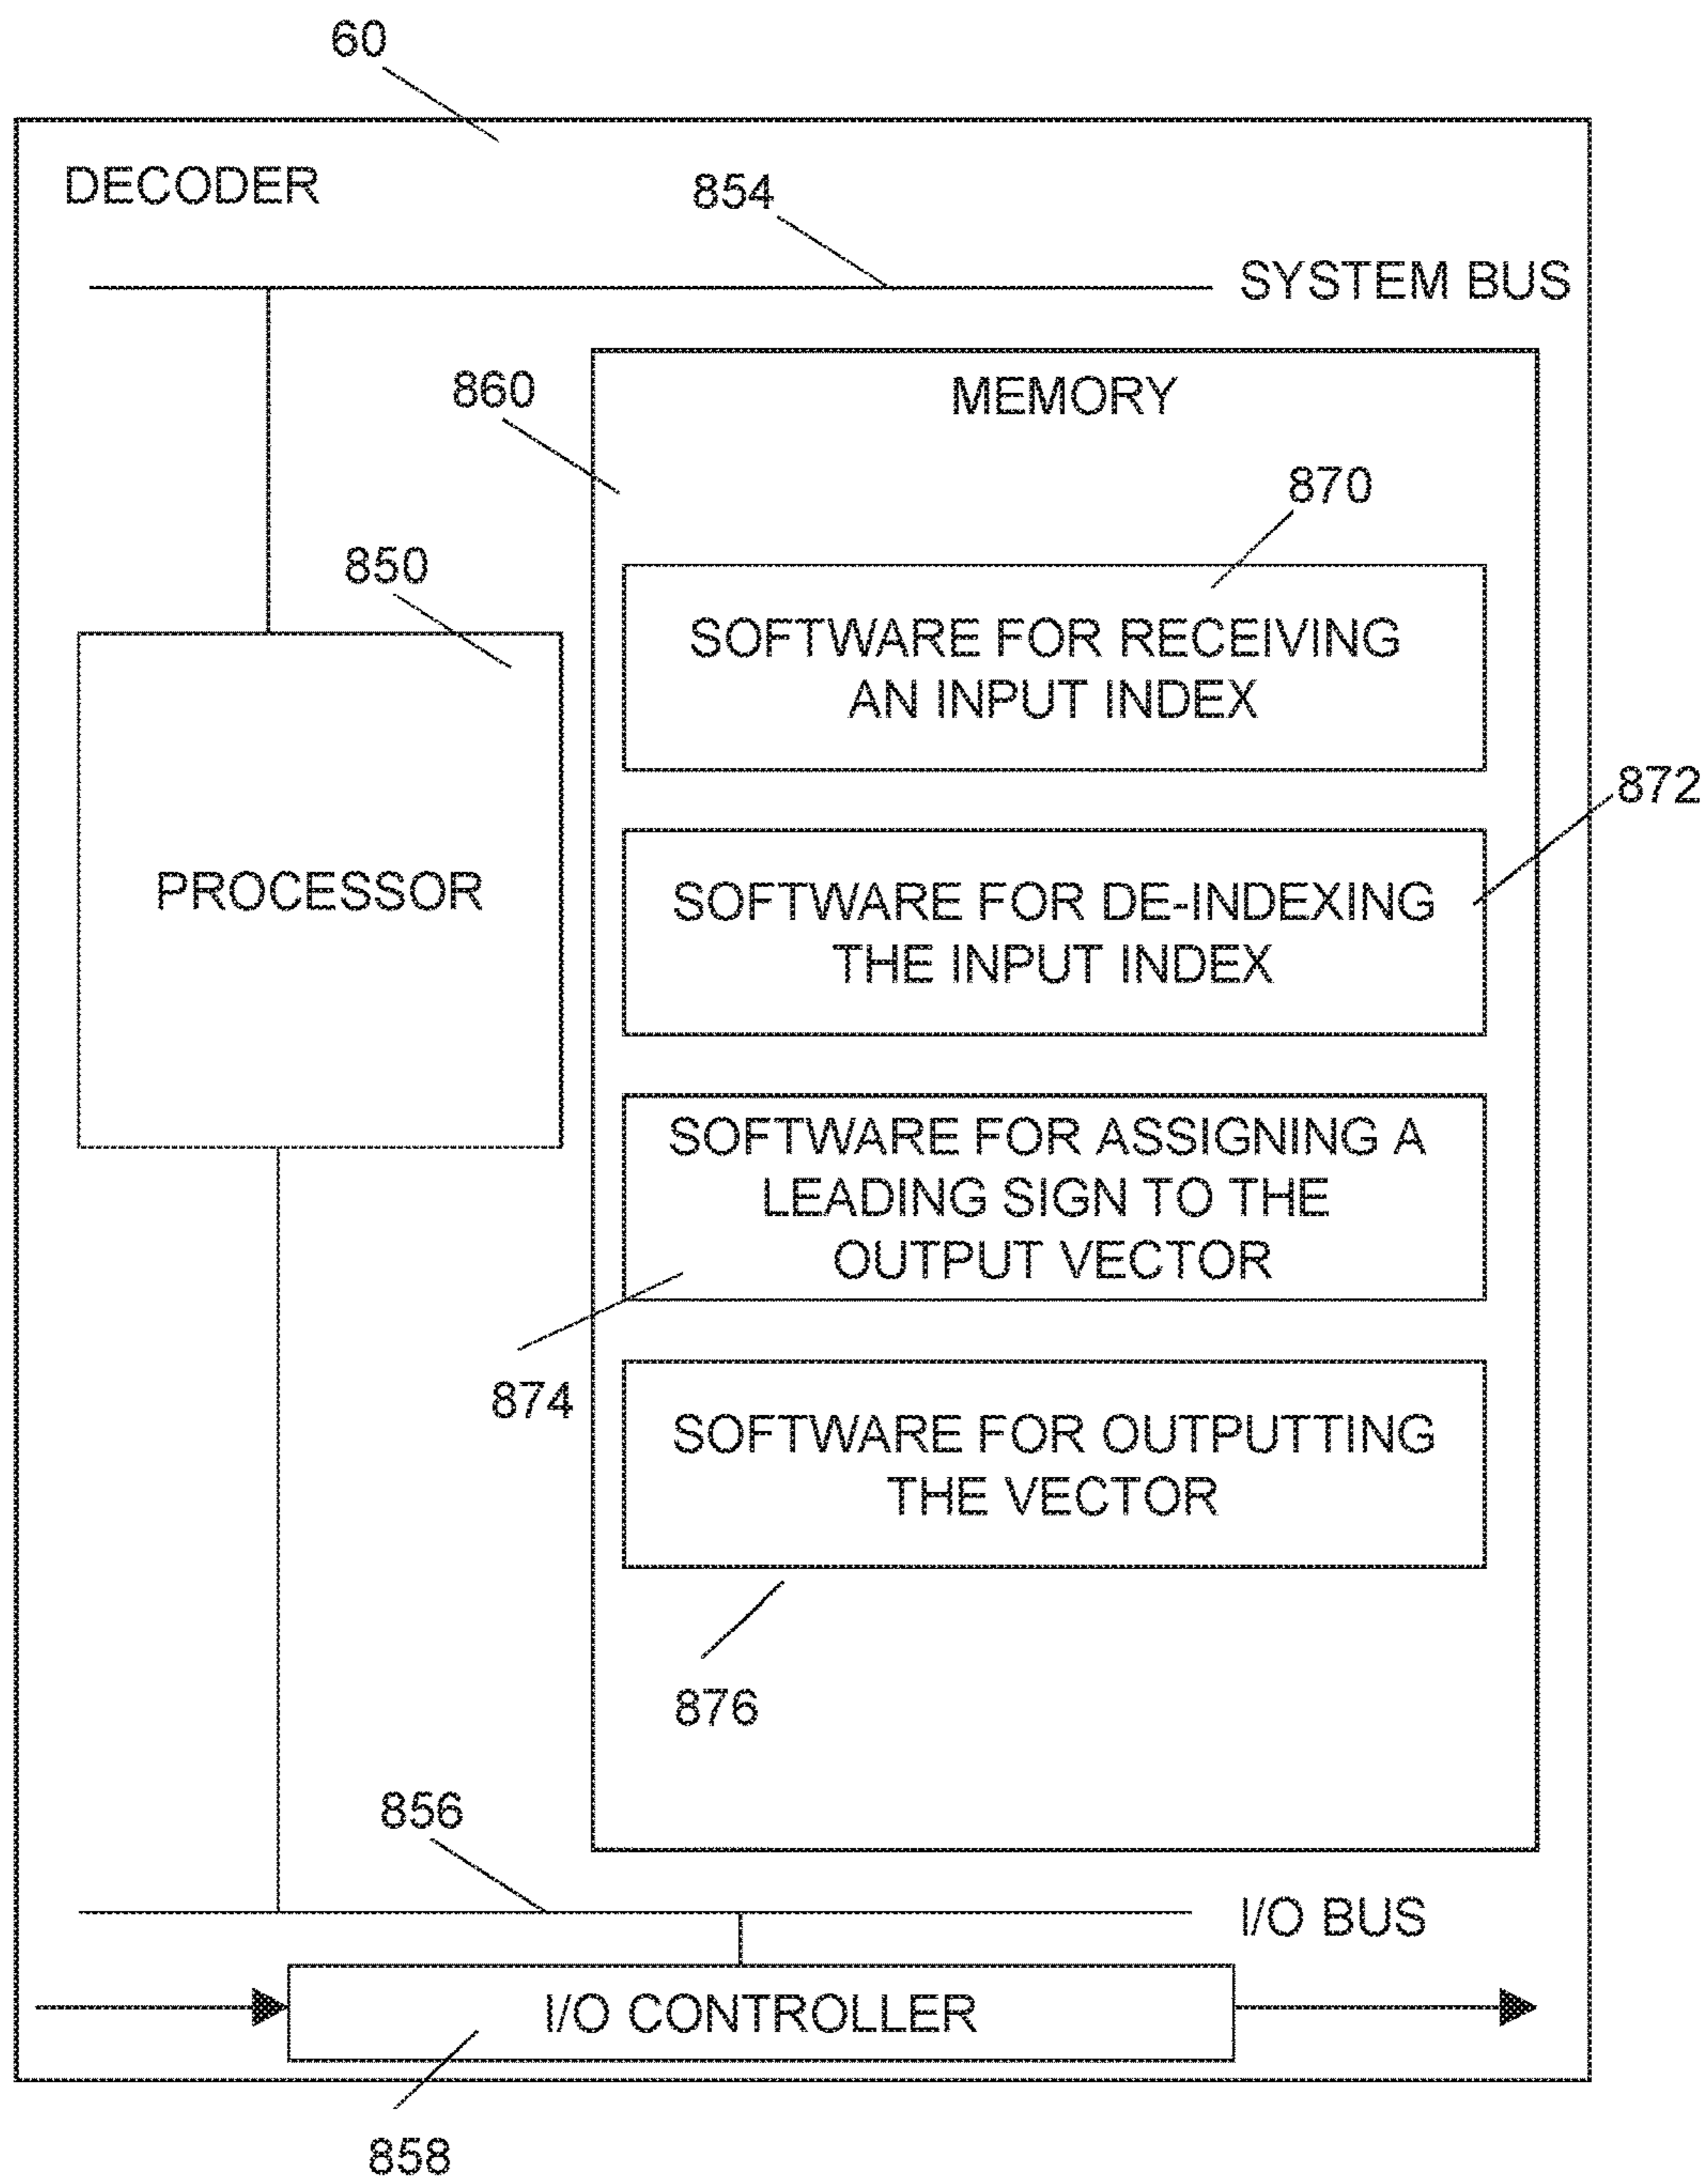 60
DECODER
854
SYSTEM BUS
860
MEMORY
870
850
SOFTWARE FOR RECEIVING
AN INPUT INDEX
872
PROCESSOR
SOFTWARE FOR DE-INDEXING
THE INPUT INDEX
SOFTWARE FOR ASSIGNING A
LEADING SIGN TO THE
OUTPUT VECTOR
874
SOFTWARE FOR OUTPUTTING
THE VECTOR
876
856
I/O BUS
I/O CONTROLLER
858